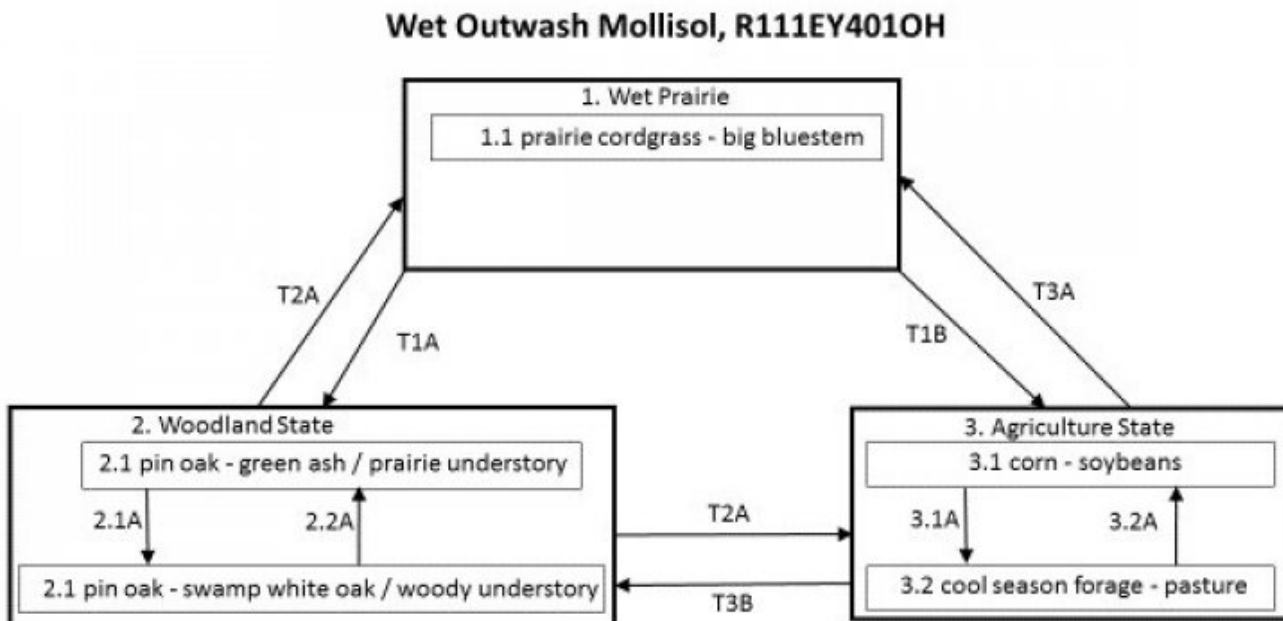 Wet Outwash Mollisol, R111EY401OH
1. Wet Prairie
1.1 prairie cordgrass - big bluestem
T2A
T1A
T1B
T3A
2. Woodland State
2.1 pin oak - green ash / prairie understory
2.1A
2.2A
2.1 pin oak - swamp white oak / woody understory
T2A
T3B
3. Agriculture State
3.1 corn - soybeans
3.1A
3.2A
3.2 cool season forage - pasture